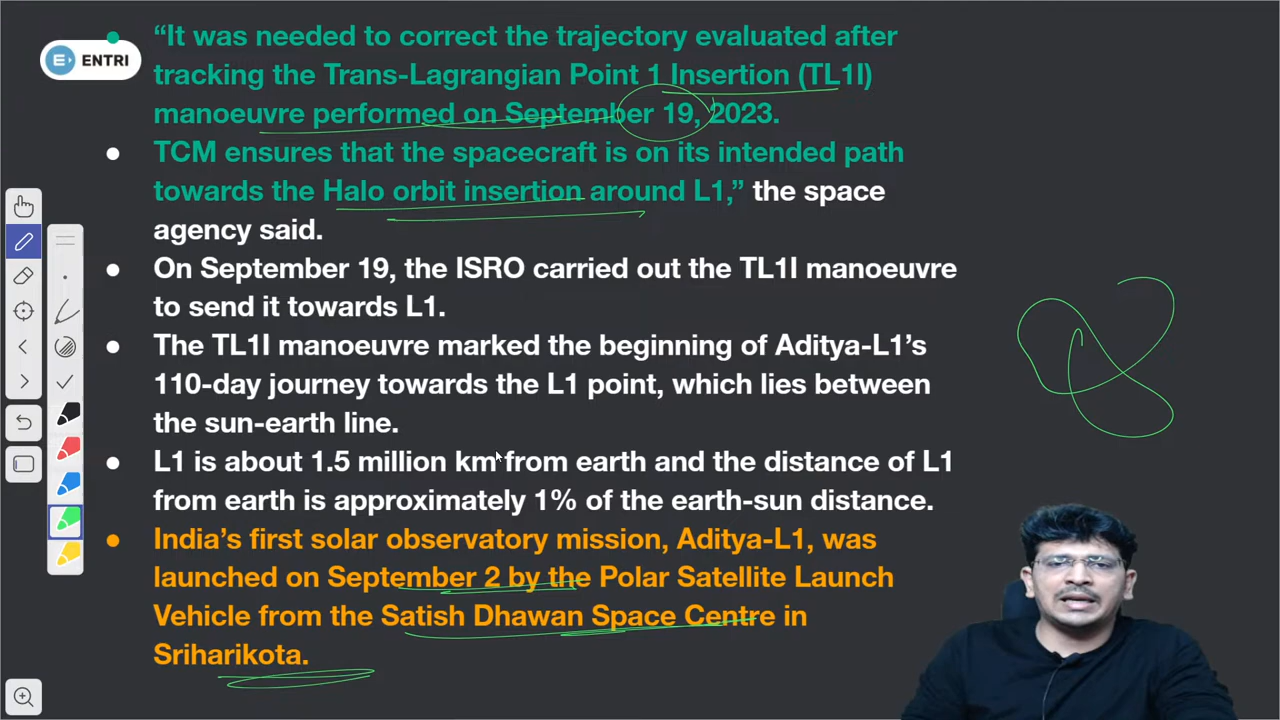 “It was needed to correct the trajectory evaluated after
ENTRI
tracking the Trans-Lagrangian Point 1 Insertion (TL1I)
manoeuvre performed on September 19, 2023.
TCM ensures that the spacecraft is on its intended path
towards the Halo orbit insertion around L1,” the space
agency said.
On September 19, the ISRO carried out the TL1I manoeuvre
to send it towards L1.
The TL1I manoeuvre marked the beginning of Aditya-L1’s
110-day journey towards the L1 point, which lies between
the sun-earth line.
L1 is about 1.5 million km from earth and the distance of L1
from earth is approximately 1% of the earth-sun distance.
India’s first solar observatory mission, Aditya-L1, was
launched on September 2 by the Polar Satellite Launch
Vehicle from the Satish Dhawan Space Centre in
Sriharikota.